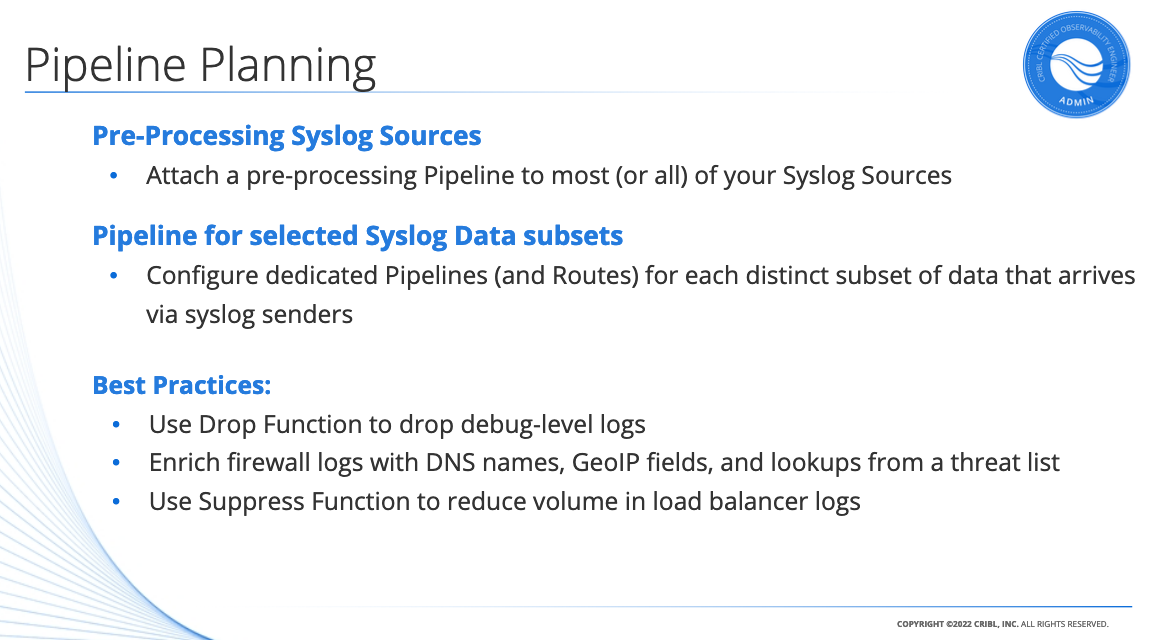 Pipeline Planning
CRIBL CERTIFIED OBSERVABILITY ENGINEER
ADMIN
Pre-Processing Syslog Sources
• Attach a pre-processing Pipeline to most (or all) of your Syslog Sources
Pipeline for selected Syslog Data subsets
• Configure dedicated Pipelines (and Routes) for each distinct subset of data that arrives
via syslog senders
Best Practices:
• Use Drop Function to drop debug-level logs
• Enrich firewall logs with DNS names, GeoIP fields, and lookups from a threat list
• Use Suppress Function to reduce volume in load balancer logs
COPYRIGHT ©2022 CRIBL, INC. ALL RIGHTS RESERVED.